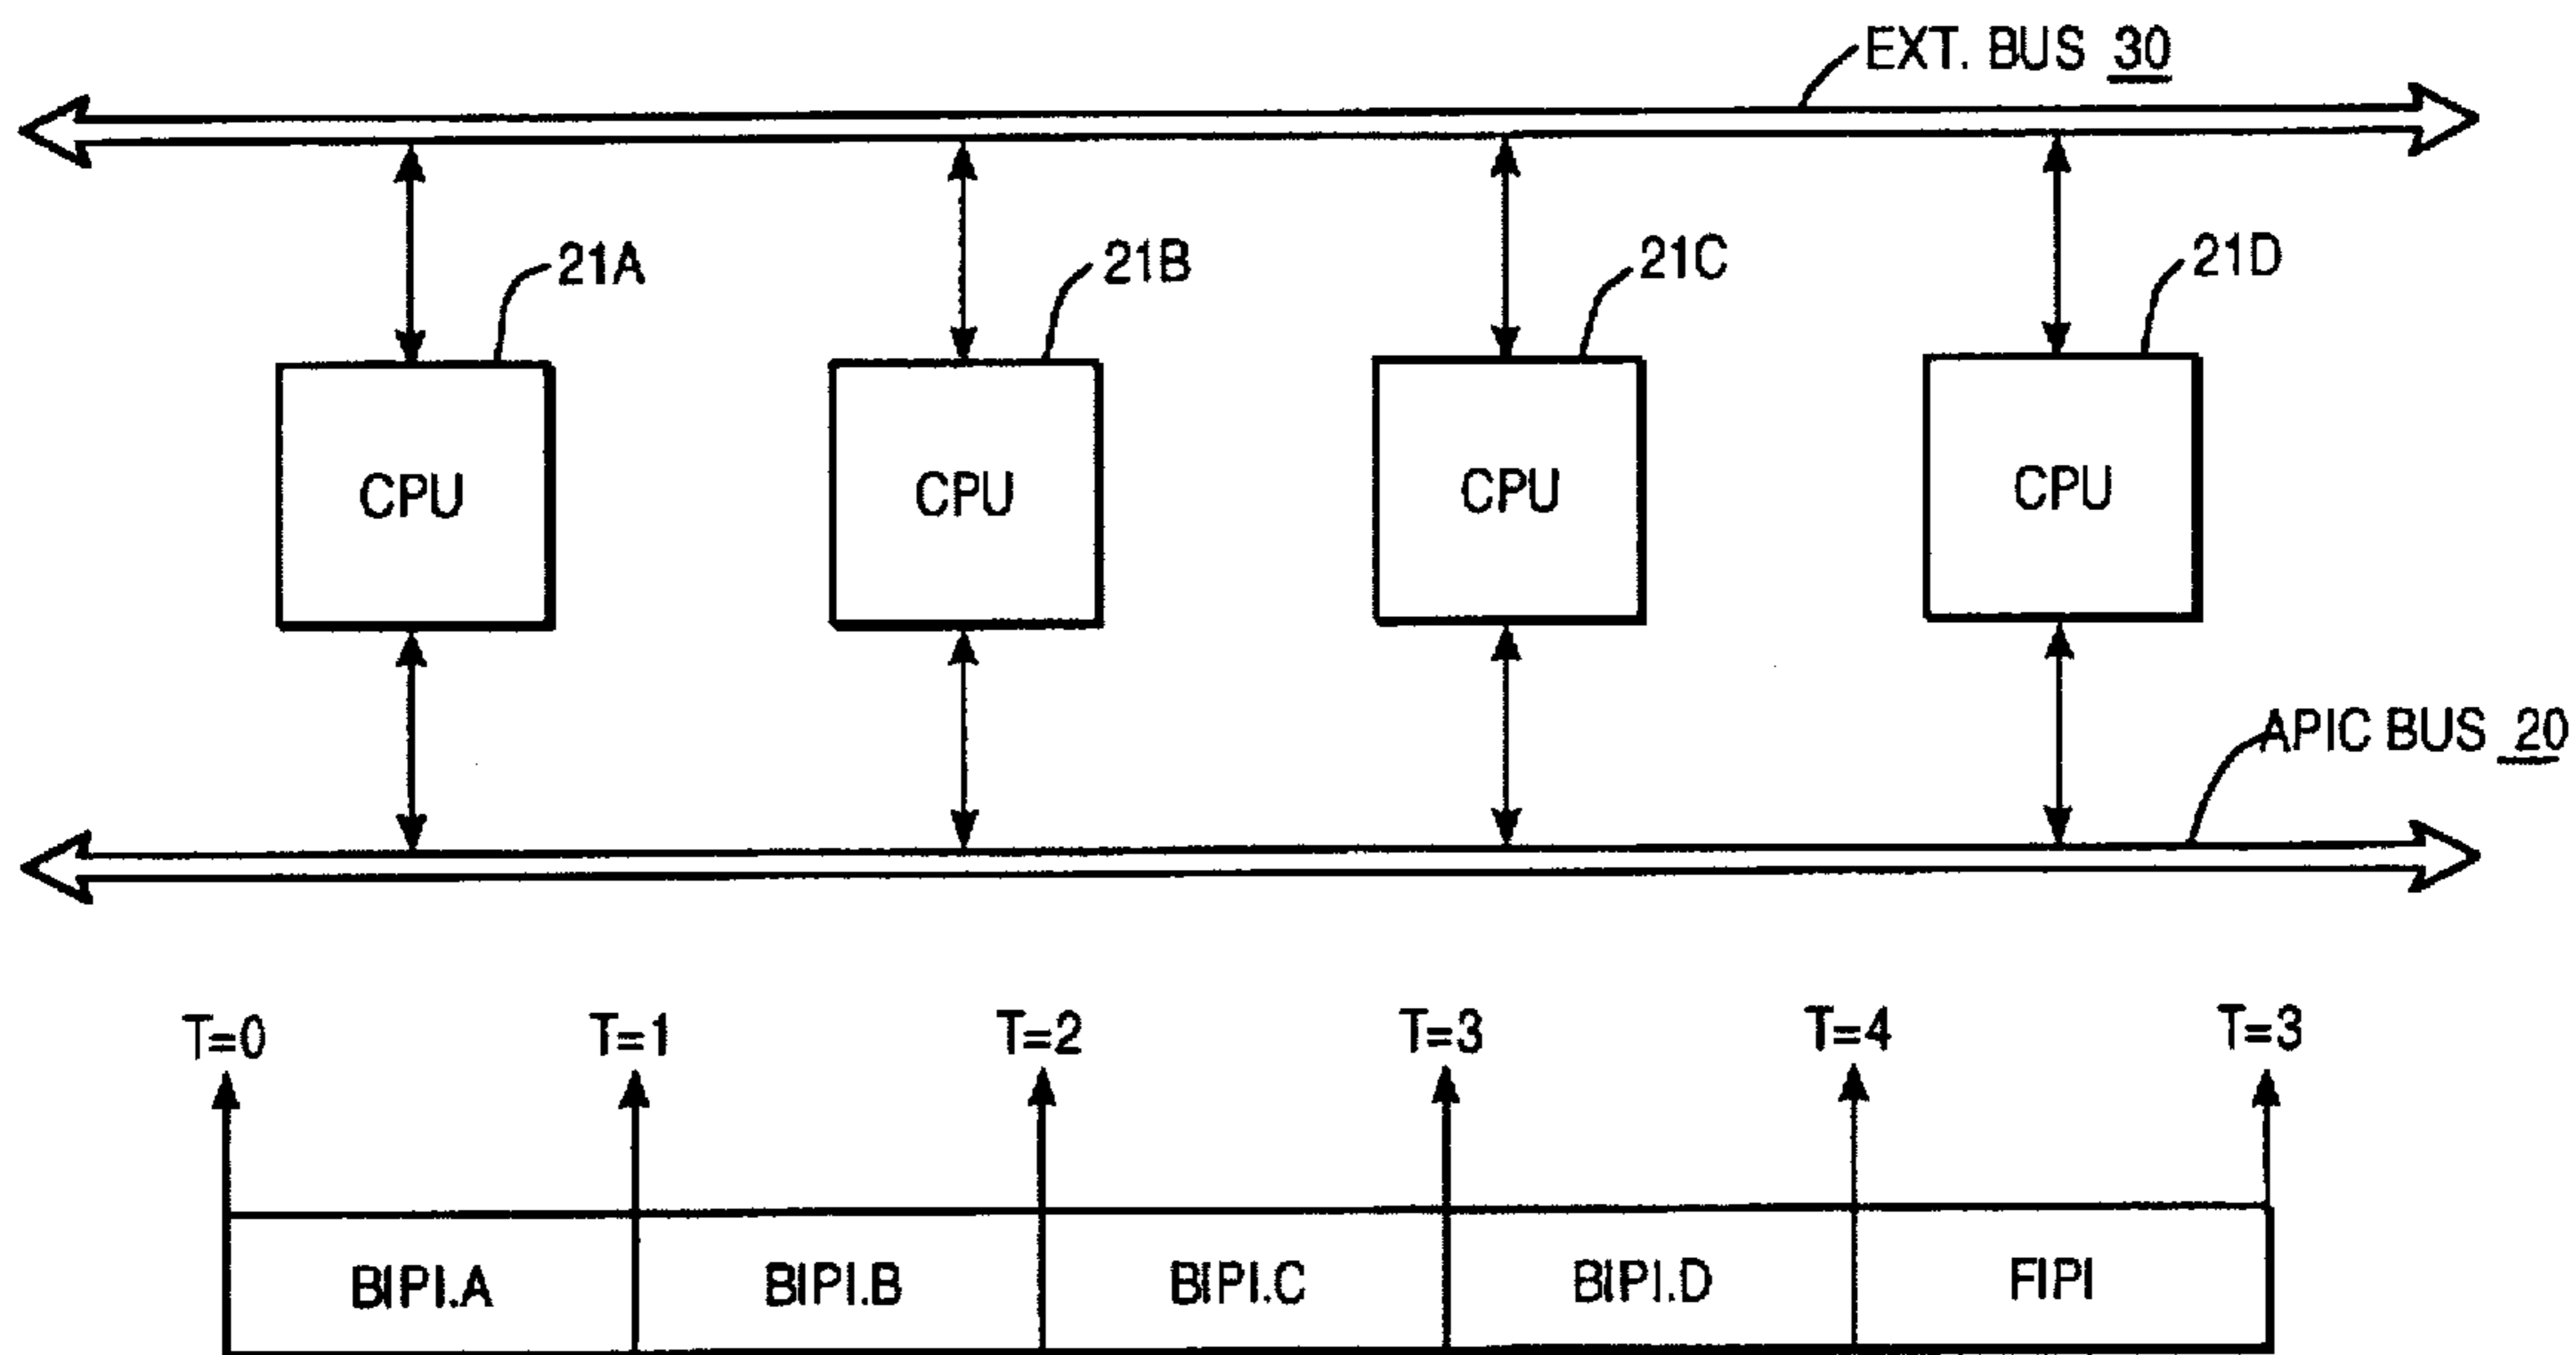 EXT. BUS 30
21A
21B
21C
21D
CPU
CPU
CPU
CPU
APIC BUS 20
T=0
T=1
T=2
T=3
T=4
T=3
BIPI.A
BIPI.B
BIPI.C
BIPI.D
FIPI